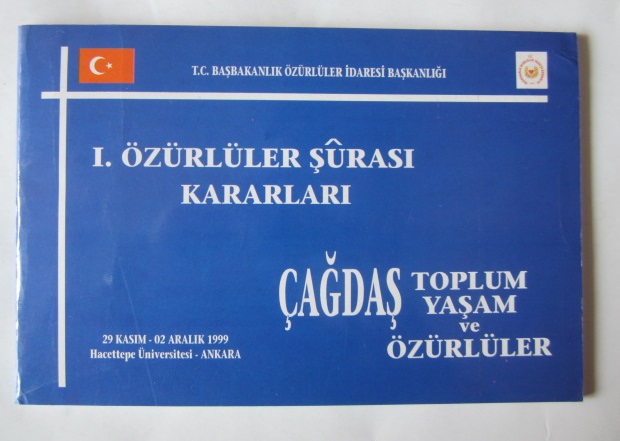 T.C. BAŞBAKANLIK ÖZÜRLÜLER İDARESİ BAŞKANLIĞI
I. ÖZÜRLÜLER ŞÛRASI
KARARLARI
ÇAĞDAŞ TOPLUM
YAŞAM
ve
ÖZÜRLÜLER
29 KASIM - 02 ARALIK 1999
Hacettepe Üniversitesi - ANKARA